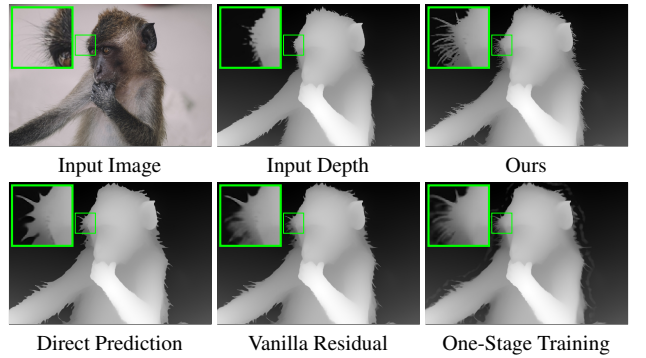 Input Image
Input Depth
Ours
Direct Prediction
Vanilla Residual
One-Stage Training